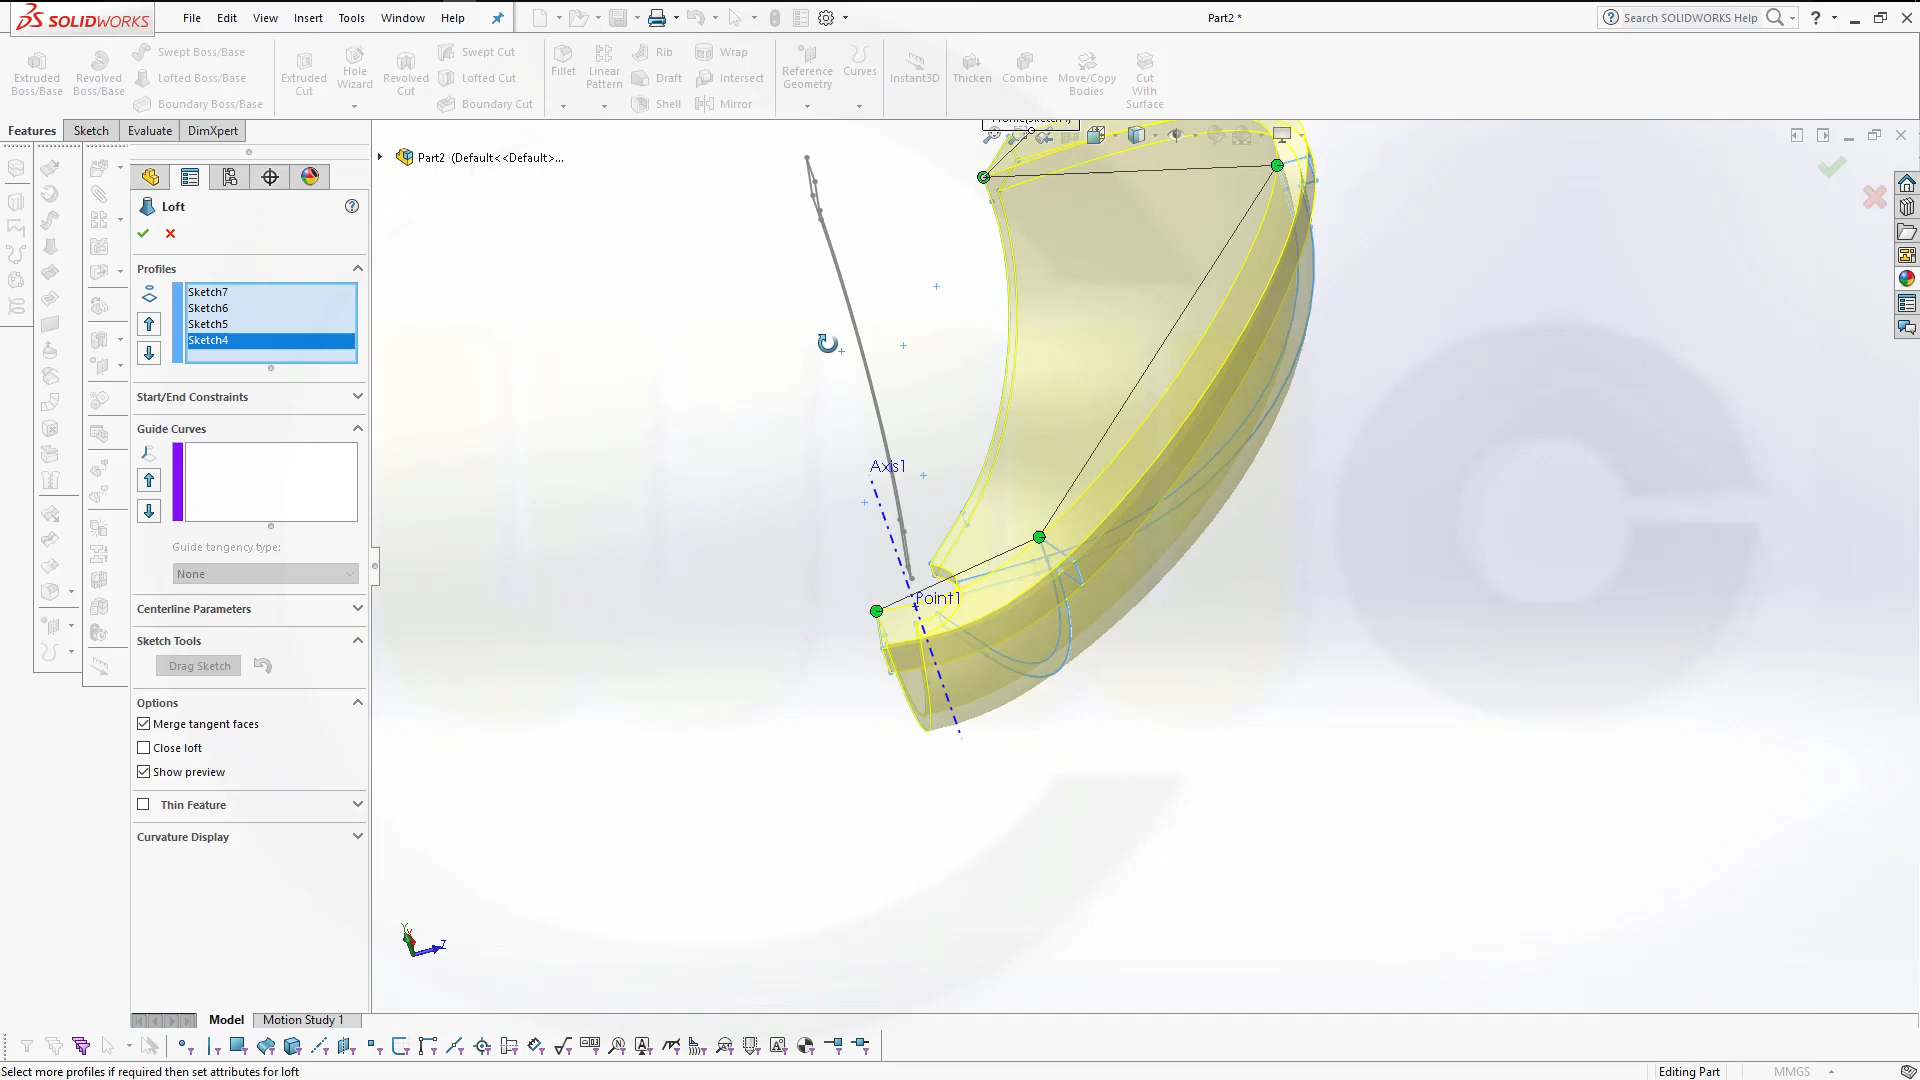 SOLIDWORKS File Edit View Insert Tools Window Help Part2 * Search SOLIDWORKS Help
Extruded Boss/Base Revolved Boss/Base Swept Boss/Base Lofted Boss/Base Boundary Boss/Base Extruded Cut Hole Wizard Revolved Cut Swept Cut Lofted Cut Boundary Cut Fillet Linear Pattern Rib Draft Shell Wrap Intersect Mirror Reference Geometry Curves Instant3D Thicken Combine Move/Copy Bodies Cut With Surface
Features Sketch Evaluate DimXpert
Part2 (Default<<Default>...
Loft
Profiles
Sketch7
Sketch6
Sketch5
Sketch4
Start/End Constraints
Guide Curves
Guide tangency type:
None
Centerline Parameters
Sketch Tools
Drag Sketch
Options
Merge tangent faces
Close loft
Show preview
Thin Feature
Curvature Display
Axis1
Point1
Z
Model Motion Study 1
Select more profiles if required then set attributes for loft Editing Part MMGS